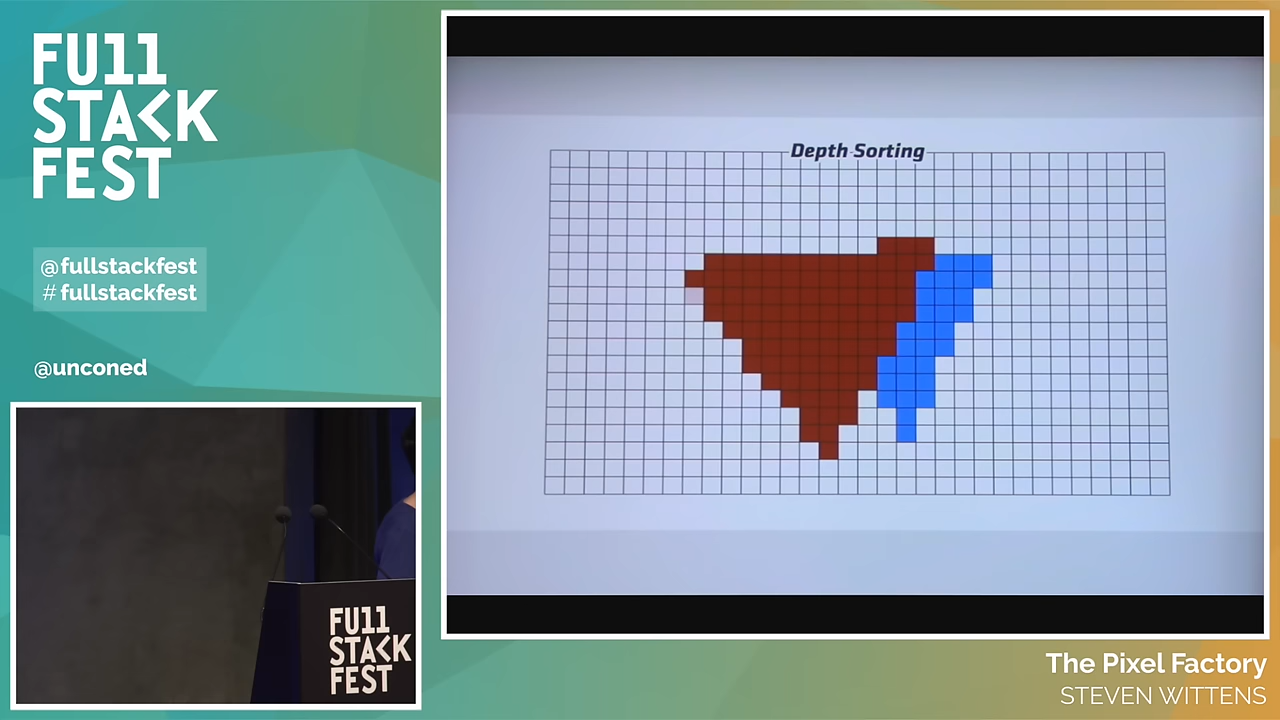 FU11
STACK
FEST
@fullstackfest
# fullstackfest
@unconed
Depth Sorting
FU11
STACK
FEST
The Pixel Factory
STEVEN WITTENS